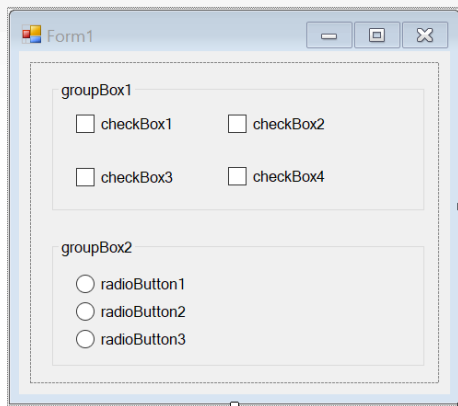 Form1
groupBox1
checkBox1 checkBox2
checkBox3 checkBox4
groupBox2
radioButton1
radioButton2
radioButton3